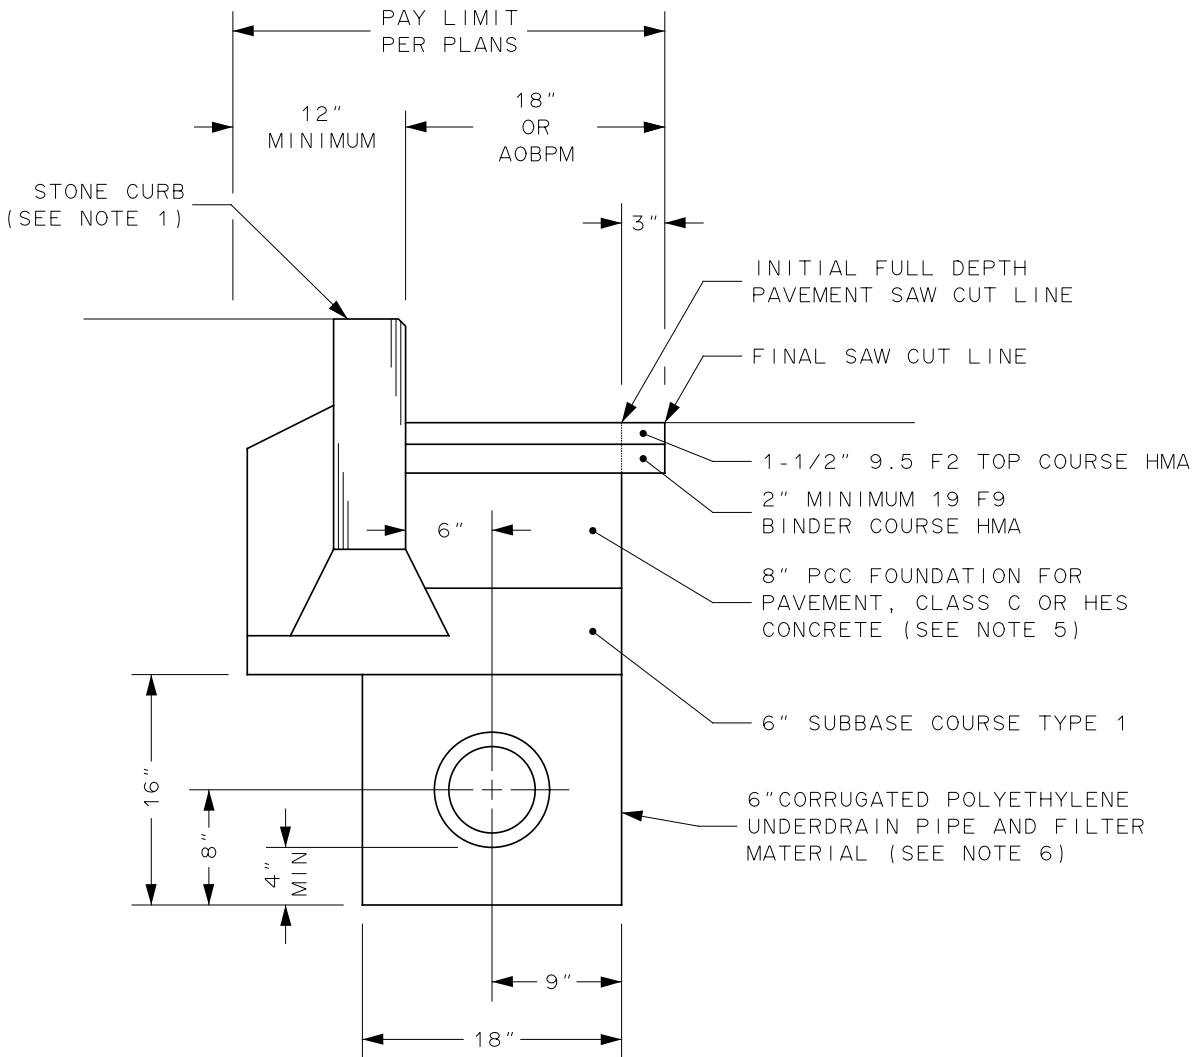 PAY LIMIT
PER PLANS
12"
MINIMUM
18"
OR
AOBPM
STONE CURB
(SEE NOTE 1)
3"
INITIAL FULL DEPTH
PAVEMENT SAW CUT LINE
FINAL SAW CUT LINE
1-1/2" 9.5 F2 TOP COURSE HMA
2" MINIMUM 19 F9
BINDER COURSE HMA
6"
8" PCC FOUNDATION FOR
PAVEMENT, CLASS C OR HES
CONCRETE (SEE NOTE 5)
6" SUBBASE COURSE TYPE 1
16"
8"
4"
MIN
6"CORRUGATED POLYETHYLENE
UNDERDRAIN PIPE AND FILTER
MATERIAL (SEE NOTE 6)
9"
18"